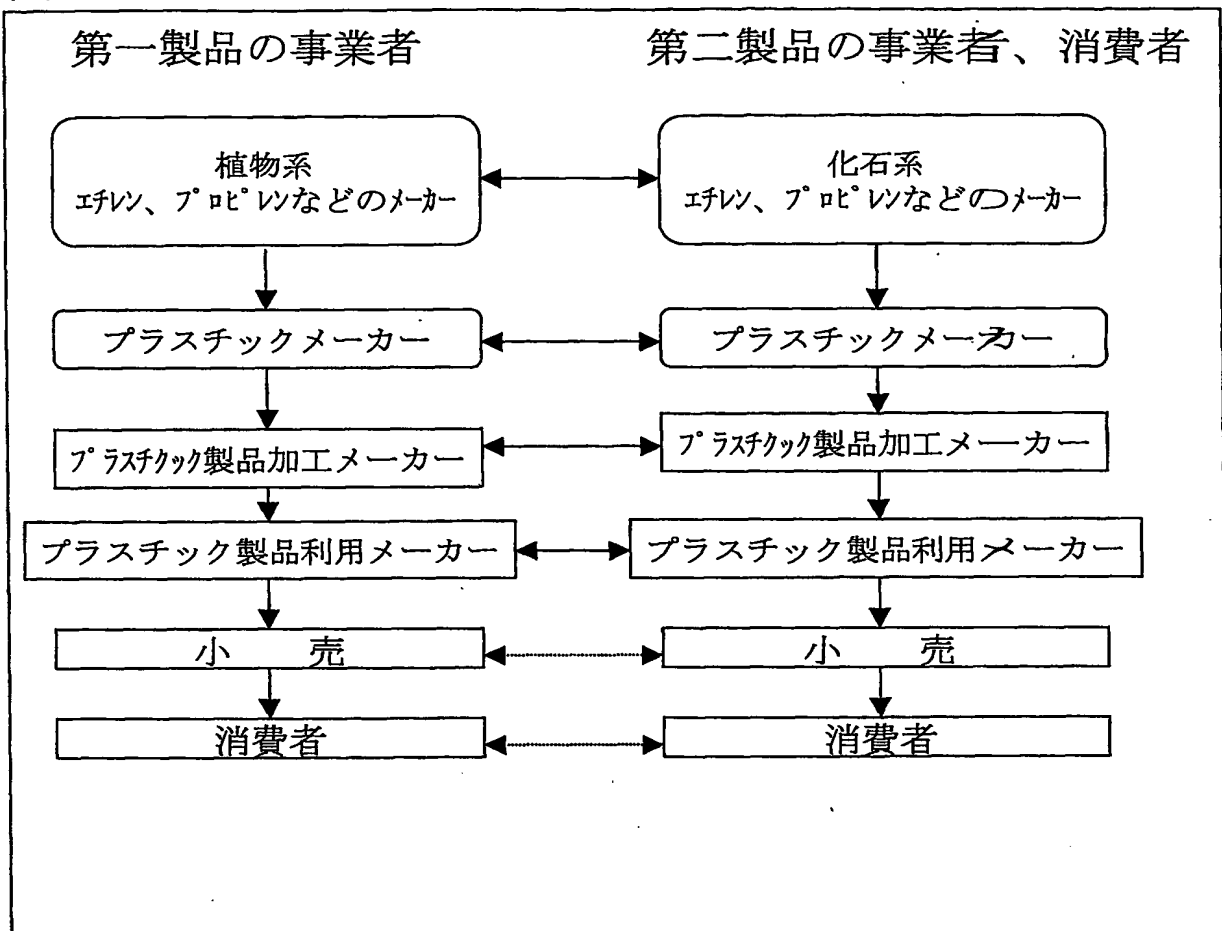 第一製品の事業者
第二製品の事業者、消費者
植物系
ｴﾁﾚﾝ、ﾌﾟﾛﾋﾟﾚﾝなどのﾒｰｶｰ
化石系
ｴﾁﾚﾝ、ﾌﾟﾛﾋﾟﾚﾝなどのﾒｰｶｰ
プラスチックメーカー
プラスチックメーカー
ﾌﾟﾗｽﾁｸｯｸ製品加工メーカー
ﾌﾟﾗｽﾁｸｯｸ製品加工メーカー
プラスチック製品利用メーカー
プラスチック製品利用メーカー
小　　売
小　　売
消費者
消費者